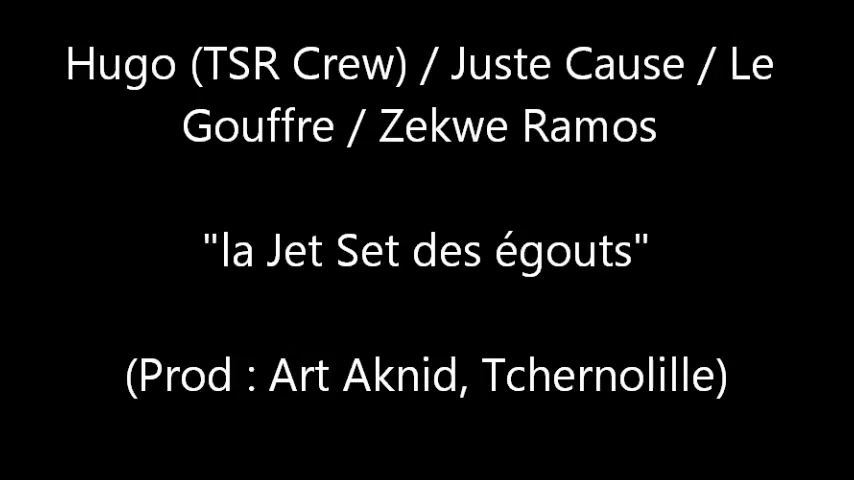 Hugo (TSR Crew) / Juste Cause / Le
Gouffre / Zekwe Ramos
"la Jet Set des égouts"
(Prod : Art Aknid, Tchernolille)